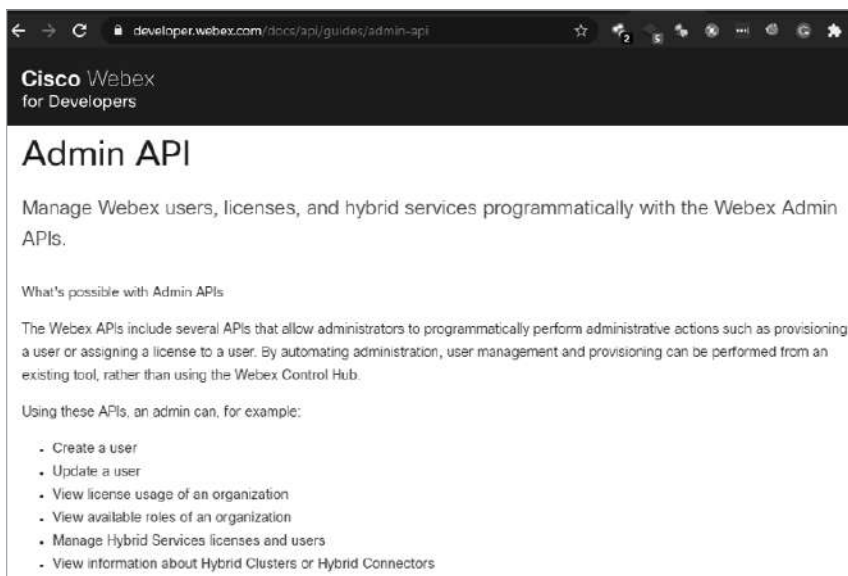 developer.webex.com/docs/api/guides/admin-api
2
5
Cisco Webex
for Developers
Admin API
Manage Webex users, licenses, and hybrid services programmatically with the Webex Admin
APIs.
What's possible with Admin APIs
The Webex APIs include several APIs that allow administrators to programmatically perform administrative actions such as provisioning
a user or assigning a license to a user. By automating administration, user management and provisioning can be performed from an
existing tool, rather than using the Webex Control Hub.
Using these APIs, an admin can, for example:
• Create a user
• Update a user
• View license usage of an organization
• View available roles of an organization
• Manage Hybrid Services licenses and users
• View information about Hybrid Clusters or Hybrid Connectors